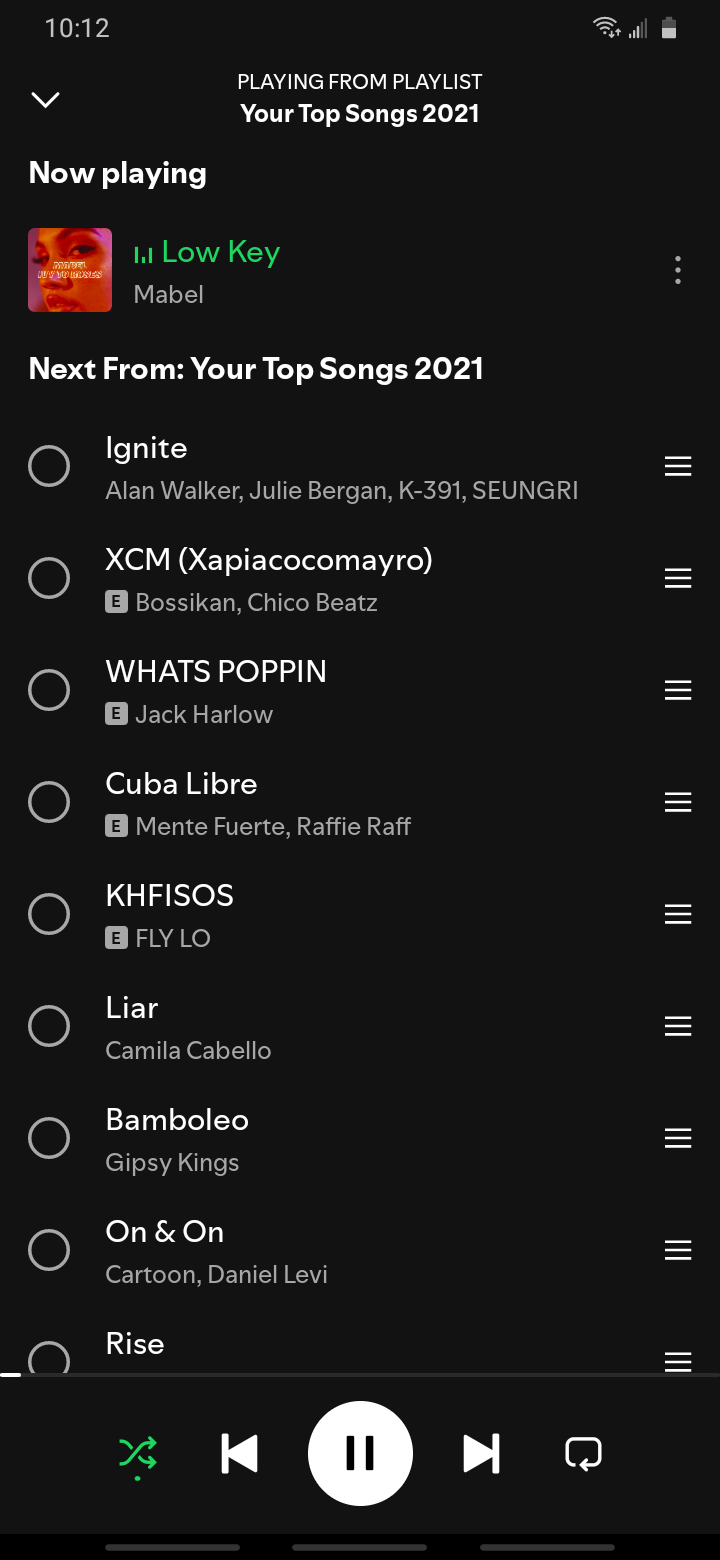 10:12
PLAYING FROM PLAYLIST
Your Top Songs 2021
Now playing
MABEL
IVY TO ROSES
Low Key
Mabel
Next From: Your Top Songs 2021
Ignite
Alan Walker, Julie Bergan, K-391, SEUNGRI
XCM (Xapiacocomayro)
E Bossikan, Chico Beatz
WHATS POPPIN
E Jack Harlow
Cuba Libre
E Mente Fuerte, Raffie Raff
KHFISOS
E FLY LO
Liar
Camila Cabello
Bamboleo
Gipsy Kings
On & On
Cartoon, Daniel Levi
Rise